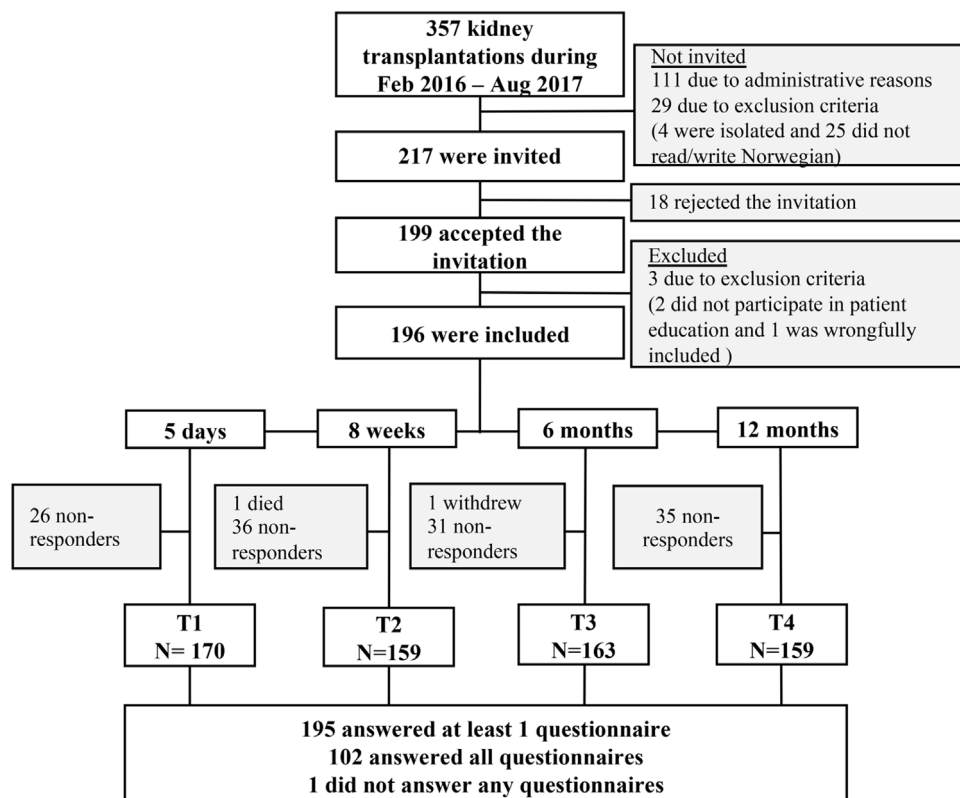 357 kidney
transplantations during
Feb 2016 – Aug 2017
Not invited
111 due to administrative reasons
29 due to exclusion criteria
(4 were isolated and 25 did not
read/write Norwegian)
217 were invited
18 rejected the invitation
199 accepted the
invitation
Excluded
3 due to exclusion criteria
(2 did not participate in patient
education and 1 was wrongfully
included )
196 were included
5 days
8 weeks
6 months
12 months
26 non-
responders
1 died
36 non-
responders
1 withdrew
31 non-
responders
35 non-
responders
T1
N= 170
T2
N=159
T3
N=163
T4
N=159
195 answered at least 1 questionnaire
102 answered all questionnaires
1 did not answer any questionnaires